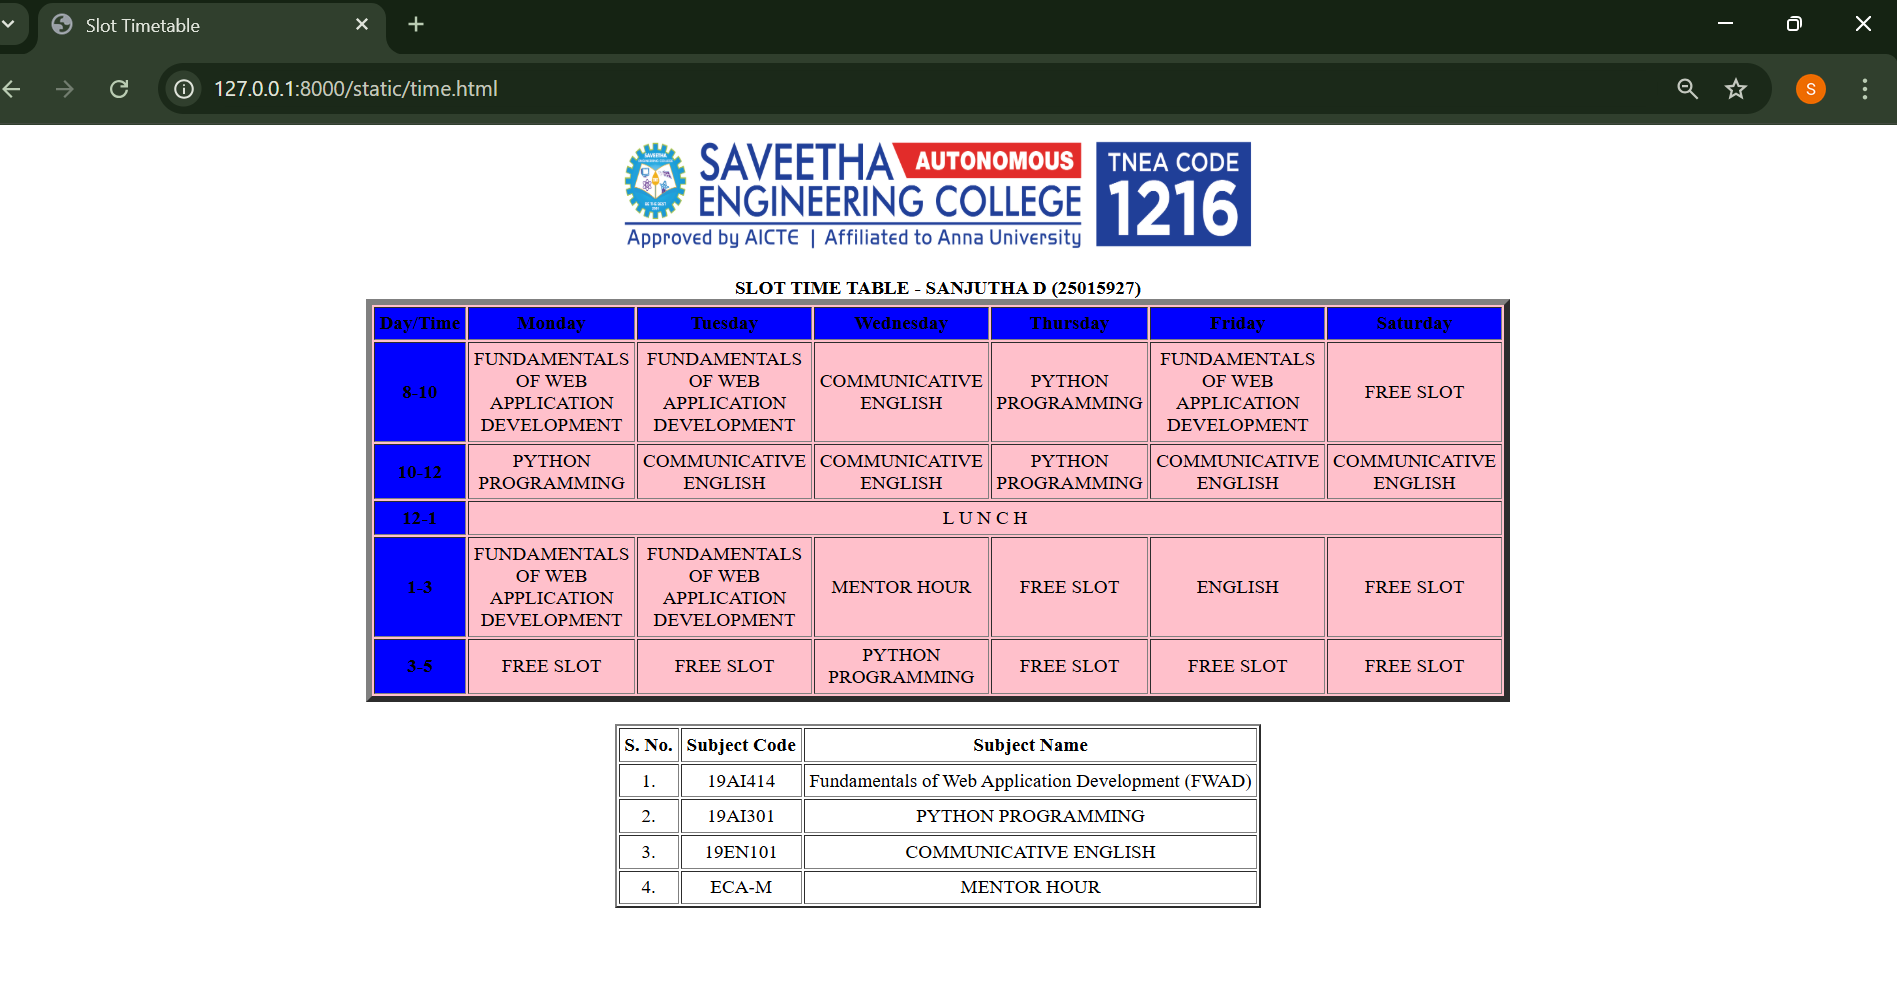 Slot Timetable
127.0.0.1:8000/static/time.html
S
SAVEETHA AUTONOMOUS
ENGINEERING COLLEGE
Approved by AICTE | Affiliated to Anna University
TNEA CODE
1216
SLOT TIME TABLE - SANJUTHA D (25015927)
Day/Time Monday Tuesday Wednesday Thursday Friday Saturday
8-10 FUNDAMENTALS OF WEB APPLICATION DEVELOPMENT FUNDAMENTALS OF WEB APPLICATION DEVELOPMENT COMMUNICATIVE ENGLISH PYTHON PROGRAMMING FUNDAMENTALS OF WEB APPLICATION DEVELOPMENT FREE SLOT
10-12 PYTHON PROGRAMMING COMMUNICATIVE ENGLISH COMMUNICATIVE ENGLISH PYTHON PROGRAMMING COMMUNICATIVE ENGLISH COMMUNICATIVE ENGLISH
12-1 L U N C H
1-3 FUNDAMENTALS OF WEB APPLICATION DEVELOPMENT FUNDAMENTALS OF WEB APPLICATION DEVELOPMENT MENTOR HOUR FREE SLOT ENGLISH FREE SLOT
3-5 FREE SLOT FREE SLOT PYTHON PROGRAMMING FREE SLOT FREE SLOT FREE SLOT
S. No. Subject Code Subject Name
1. 19AI414 Fundamentals of Web Application Development (FWAD)
2. 19AI301 PYTHON PROGRAMMING
3. 19EN101 COMMUNICATIVE ENGLISH
4. ECA-M MENTOR HOUR